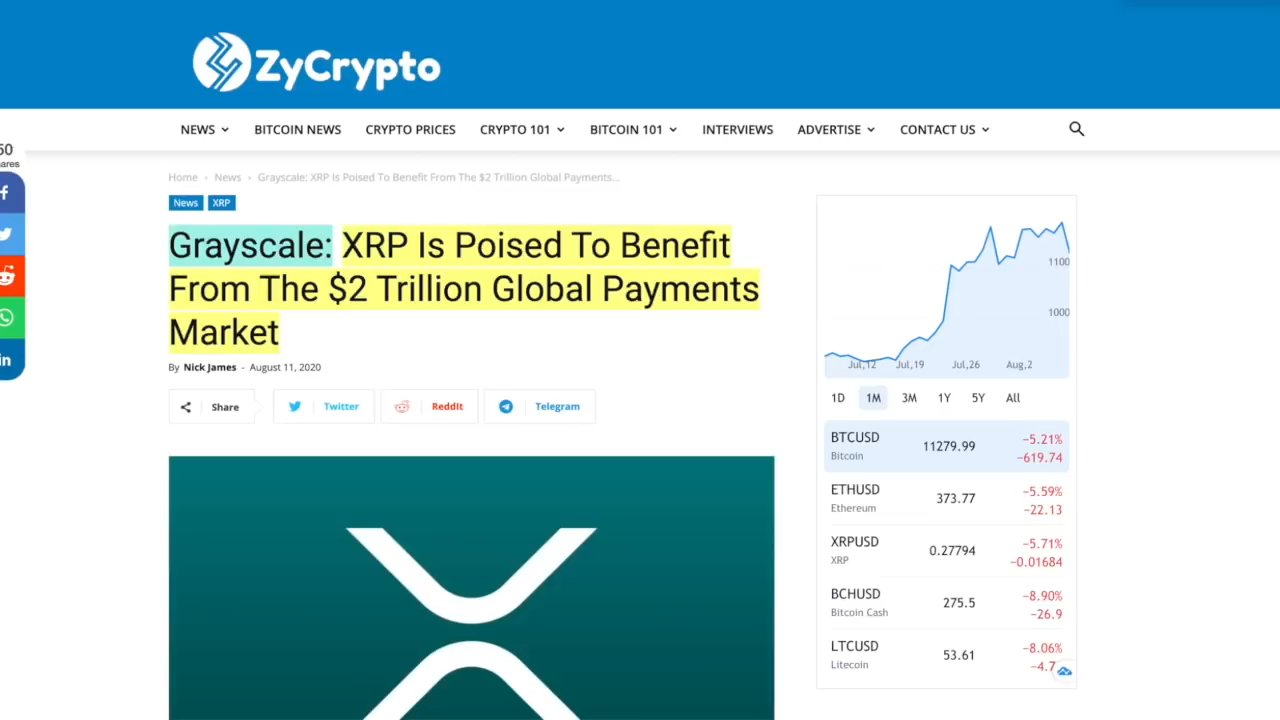 ZyCrypto
NEWS BITCOIN NEWS CRYPTO PRICES CRYPTO 101 BITCOIN 101 INTERVIEWS ADVERTISE CONTACT US
Home › News › Grayscale: XRP Is Poised To Benefit From The $2 Trillion Global Payments...
News XRP
Grayscale: XRP Is Poised To Benefit
From The $2 Trillion Global Payments
Market
By Nick James - August 11, 2020
Share Twitter ReddIt Telegram
1100
1000
Jul,12 Jul,19 Jul,26 Aug,2
1D 1M 3M 1Y 5Y All
BTCUSD 11279.99 −5.21%
Bitcoin −619.74
ETHUSD 373.77 −5.59%
Ethereum −22.13
XRPUSD 0.27794 −5.71%
XRP −0.01684
BCHUSD 275.5 −8.90%
Bitcoin Cash −26.9
LTCUSD 53.61 −8.06%
Litecoin −4.7
in